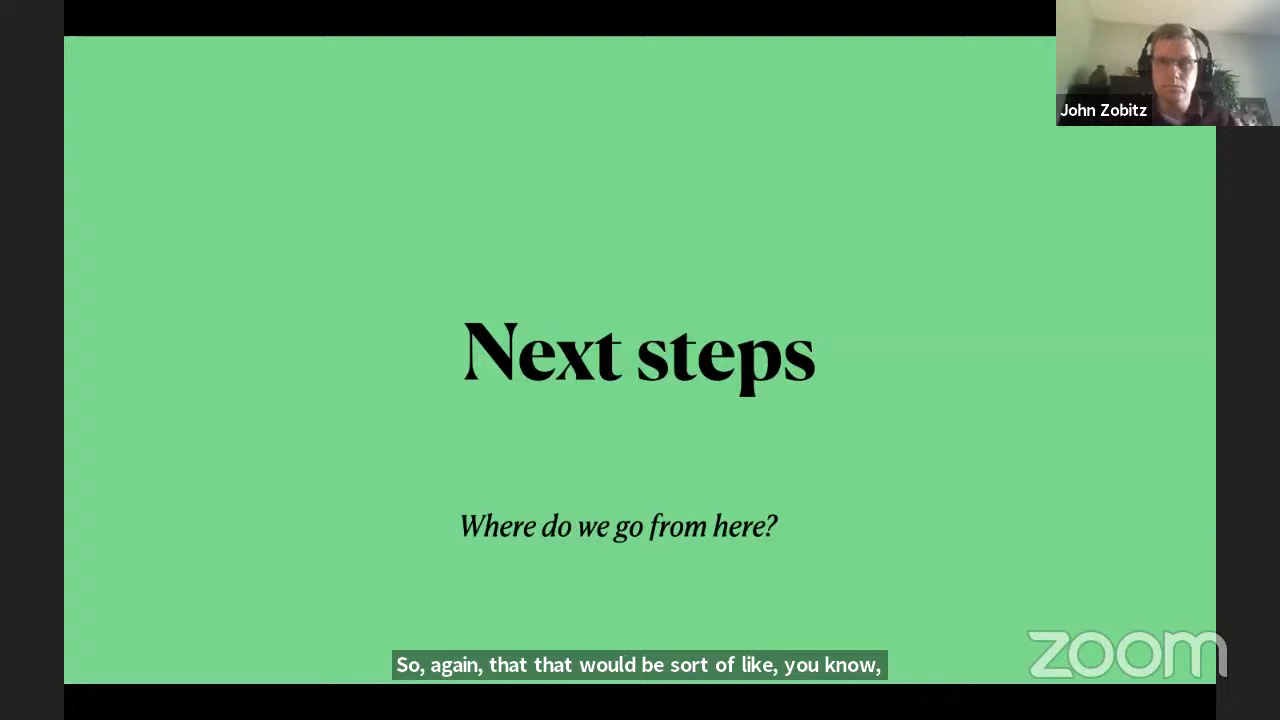 John Zobitz
Next steps
Where do we go from here?
So, again, that that would be sort of like, you know,
zoom